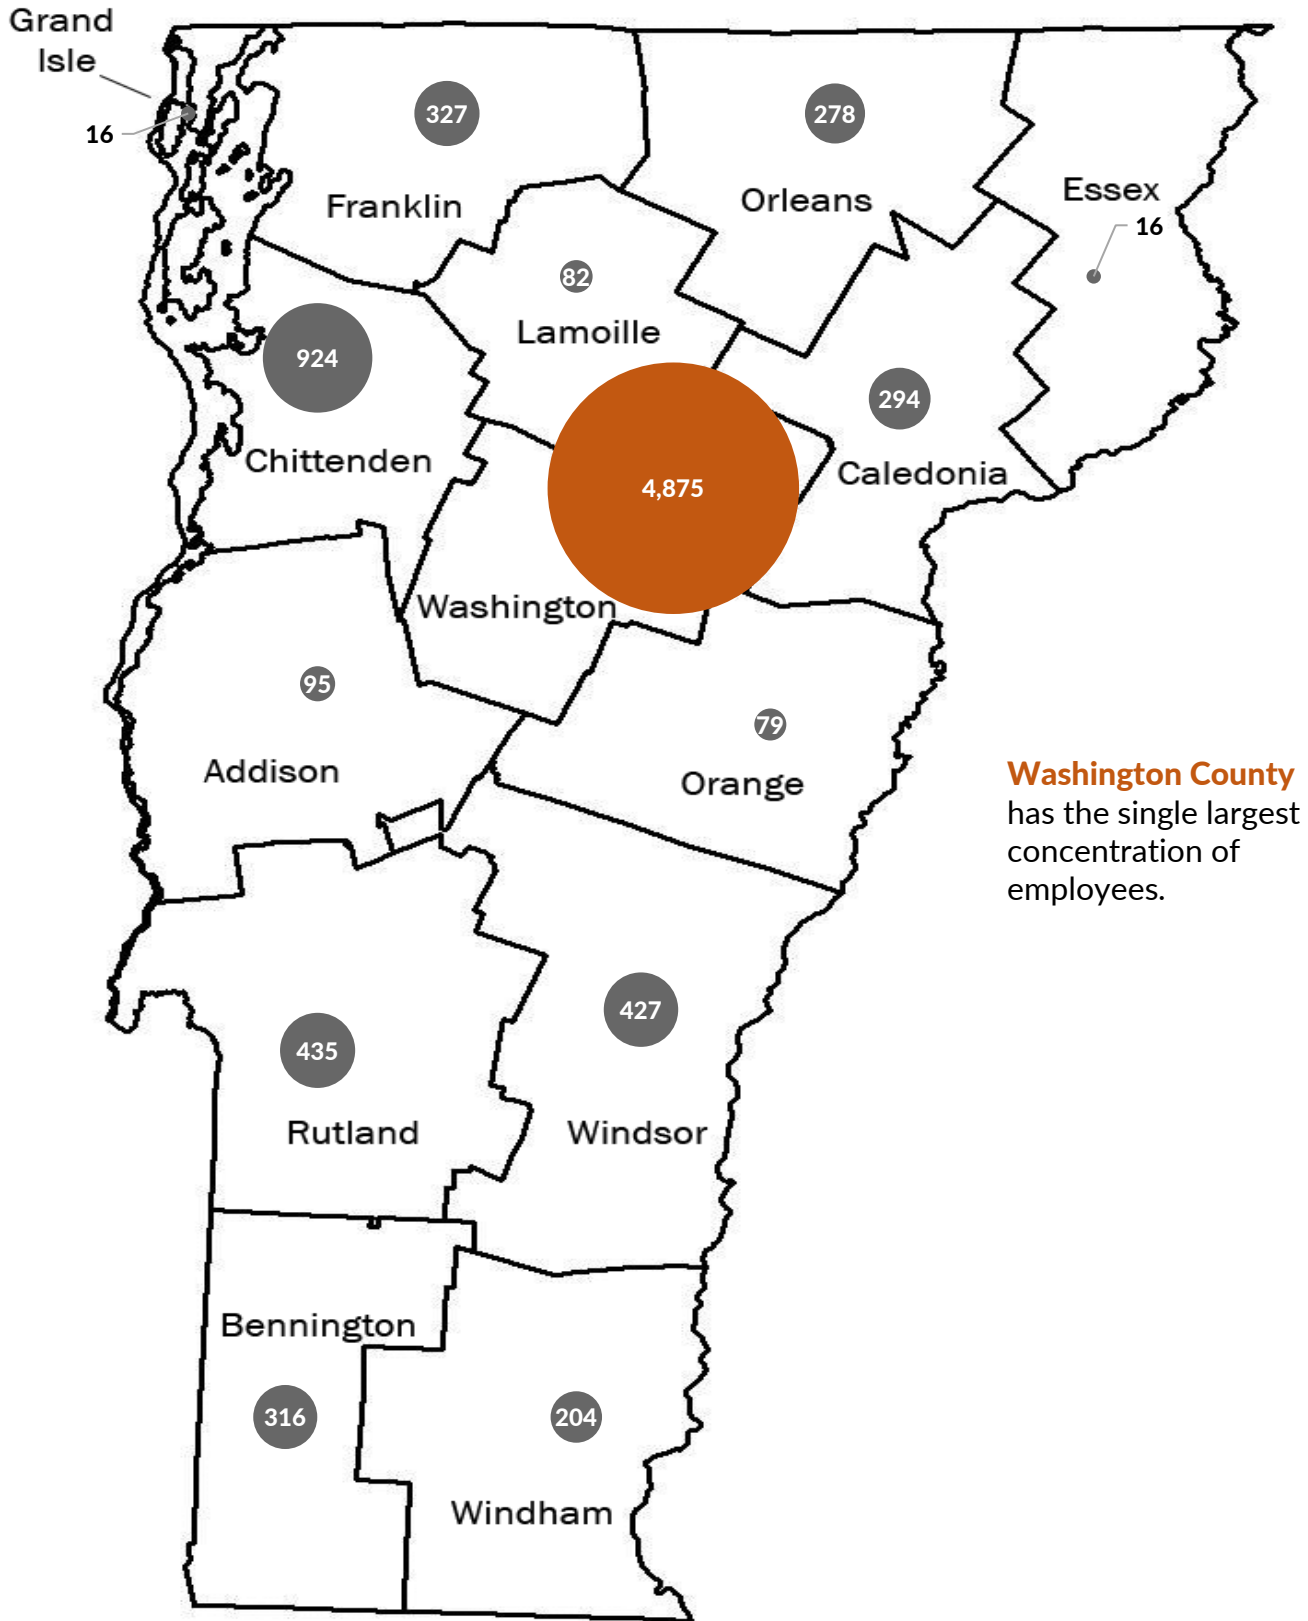 Grand
Isle
16
327
Franklin
278
Orleans
Essex
16
82
Lamoille
924
Chittenden
294
Caledonia
4,875
Washington
95
Addison
79
Orange
Washington County
has the single largest
concentration of
employees.
427
Windsor
435
Rutland
Bennington
316
204
Windham